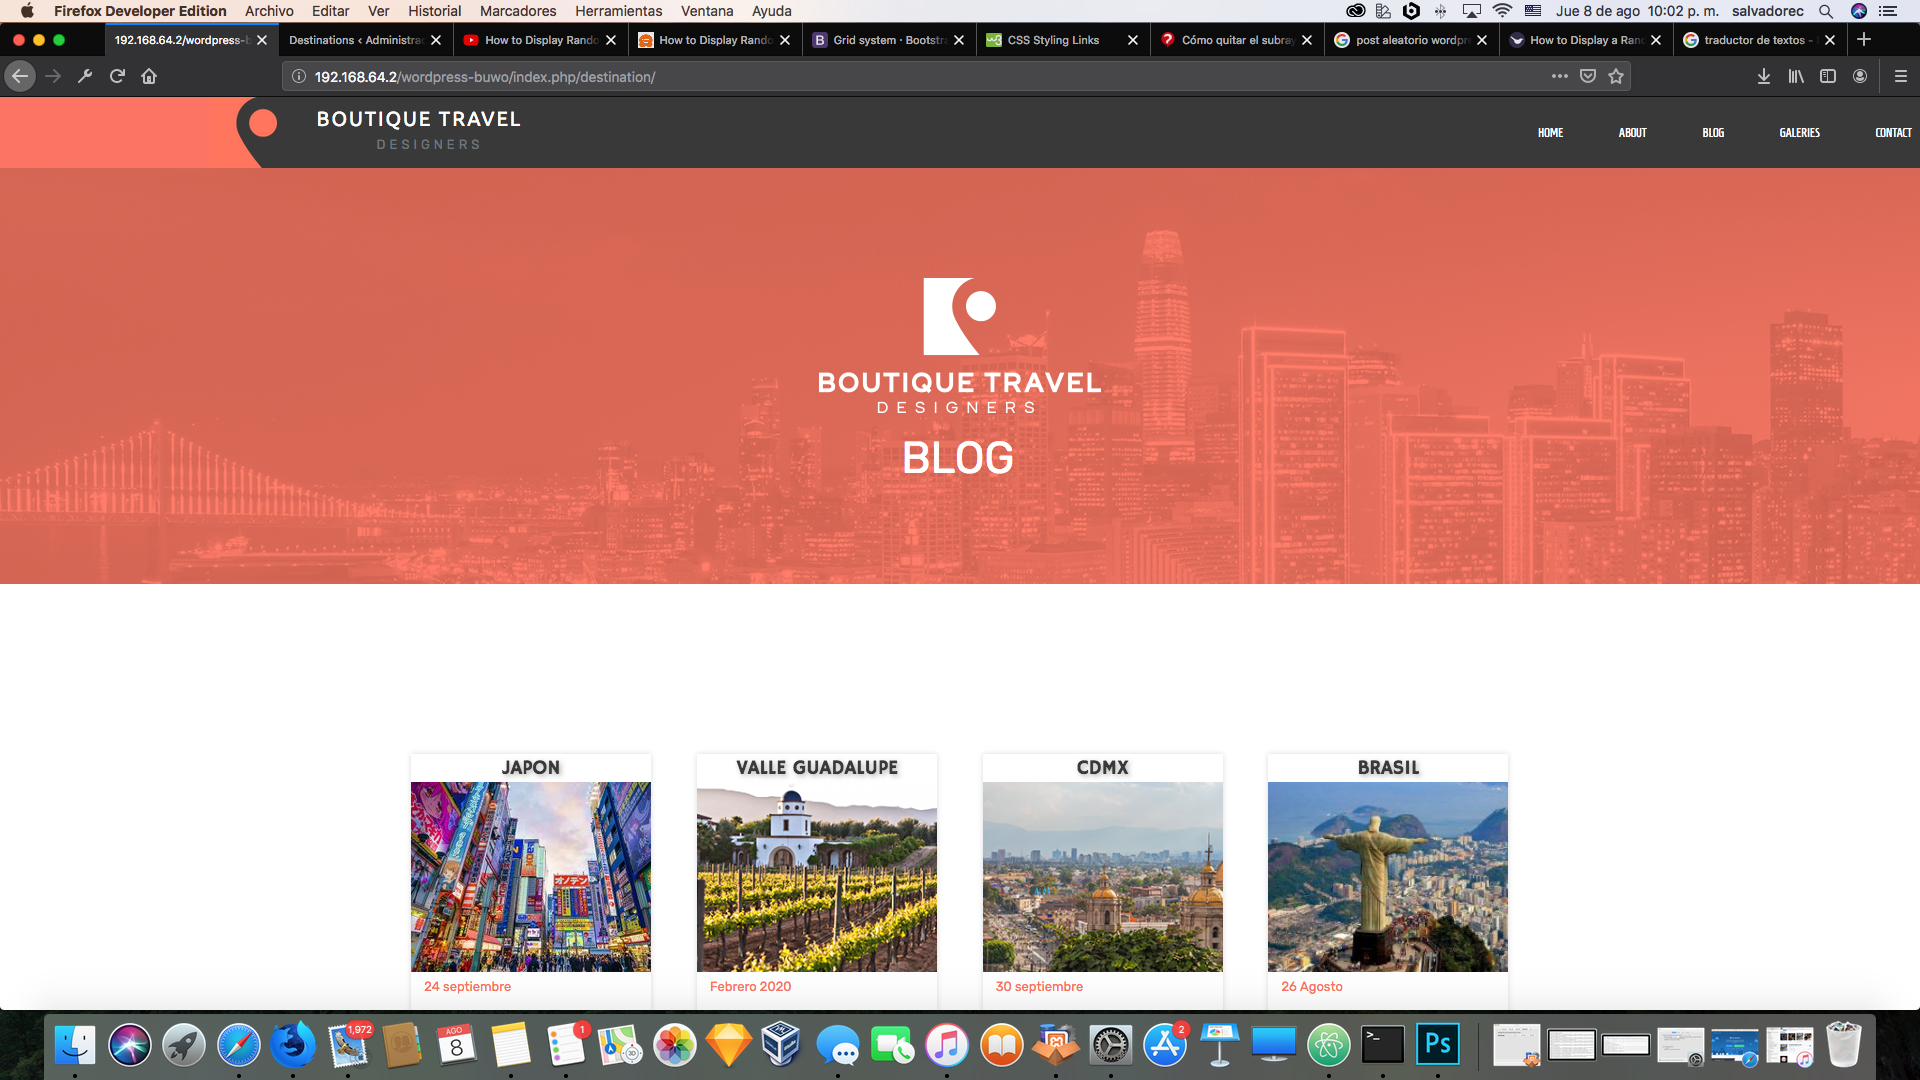 Firefox Developer Edition Archivo Editar Ver Historial Marcadores Herramientas Ventana Ayuda
Jue 8 de ago 10:02 p. m. salvadorec
192.168.64.2/wordpress-b
Destinations ‹ Administra
How to Display Rando
How to Display Rando
Grid system · Bootstra
CSS Styling Links
Cómo quitar el subray
post aleatorio wordpre
How to Display a Ran
traductor de textos -
192.168.64.2/wordpress-buwo/index.php/destination/
BOUTIQUE TRAVEL
DESIGNERS
HOME ABOUT BLOG GALERIES CONTACT
BOUTIQUE TRAVEL
DESIGNERS
BLOG
JAPON
VALLE GUADALUPE
CDMX
BRASIL
24 septiembre
Febrero 2020
30 septiembre
26 Agosto
1,972
AGO
8
1
3D
2
Ps